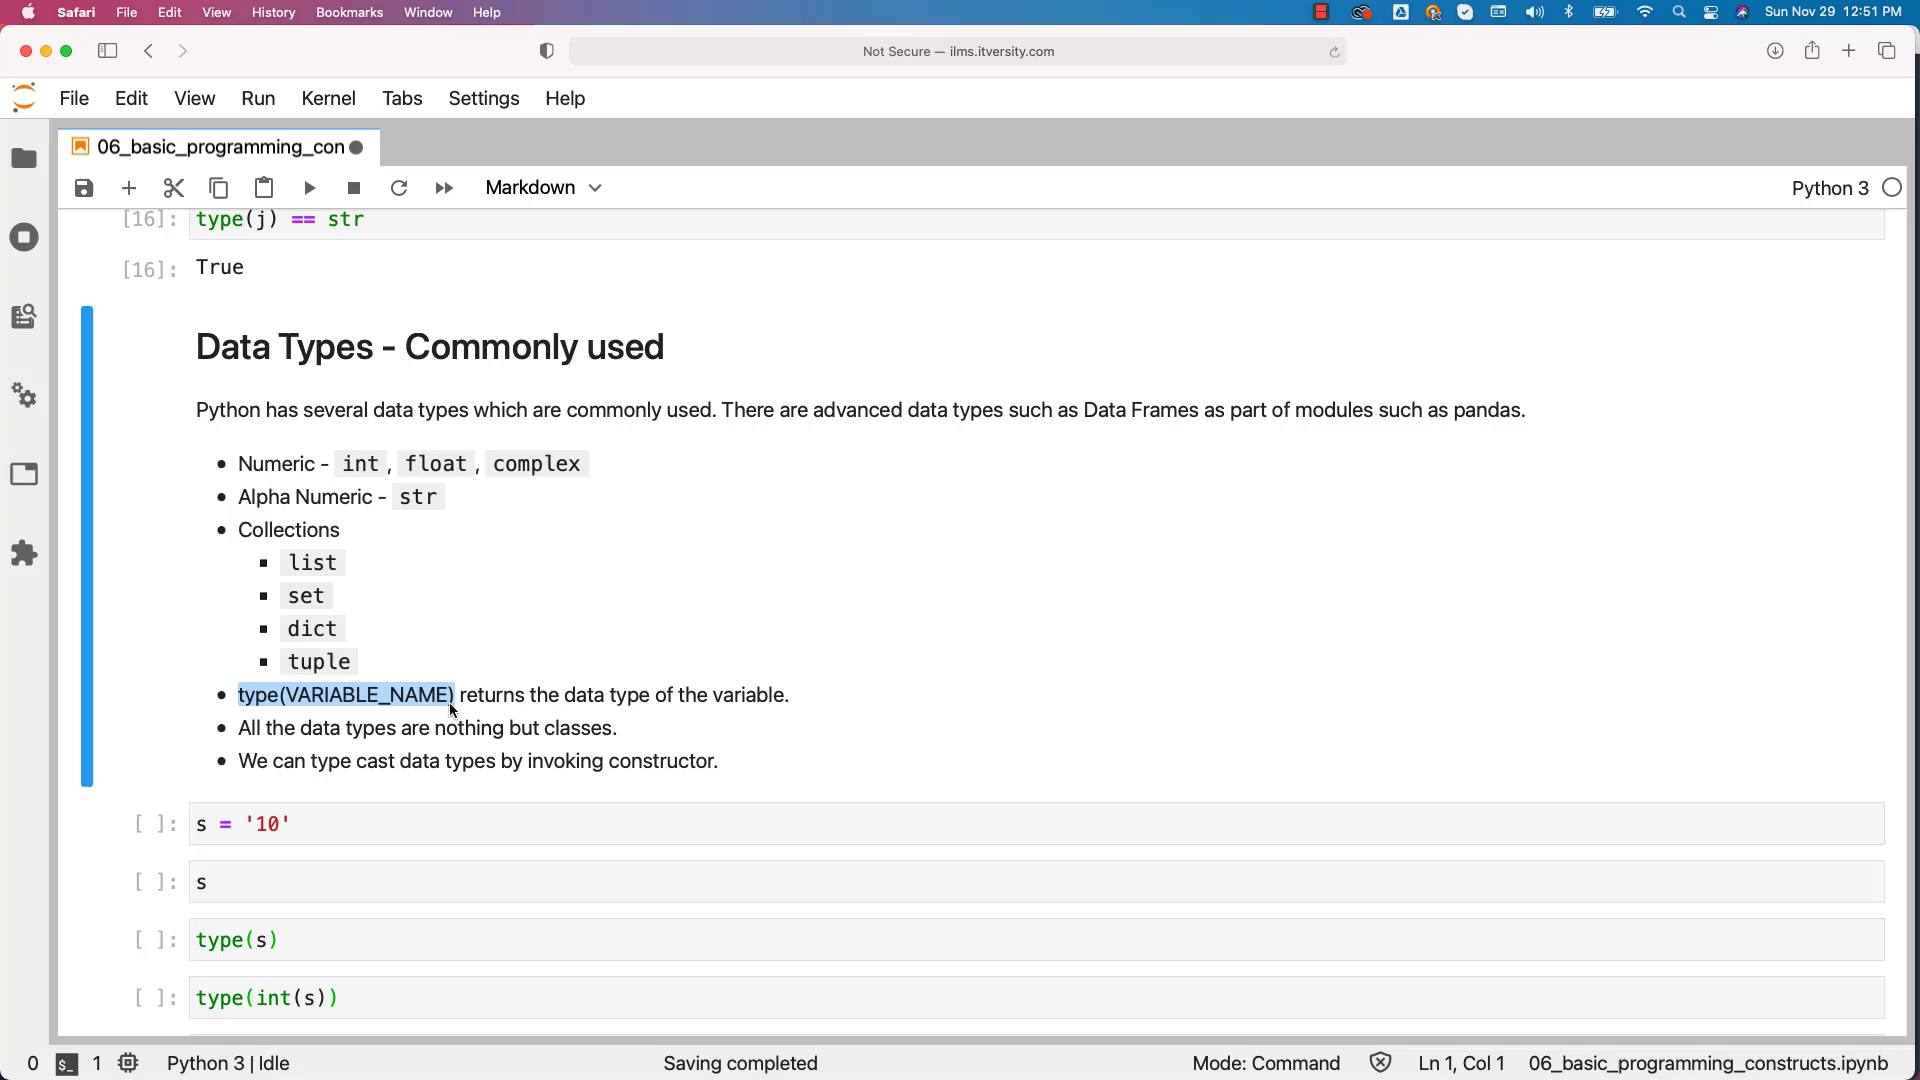 Safari File Edit View History Bookmarks Window Help Sun Nov 29 12:51 PM
Not Secure — ilms.itversity.com
File Edit View Run Kernel Tabs Settings Help
06_basic_programming_con
Markdown Python 3
[16]: type(j) == str
[16]: True
Data Types - Commonly used
Python has several data types which are commonly used. There are advanced data types such as Data Frames as part of modules such as pandas.
• Numeric - int, float, complex
• Alpha Numeric - str
• Collections
▪ list
▪ set
▪ dict
▪ tuple
• type(VARIABLE_NAME) returns the data type of the variable.
• All the data types are nothing but classes.
• We can type cast data types by invoking constructor.
[ ]: s = '10'
[ ]: s
[ ]: type(s)
[ ]: type(int(s))
0 $_ 1 Python 3 | Idle Saving completed Mode: Command Ln 1, Col 1 06_basic_programming_constructs.ipynb